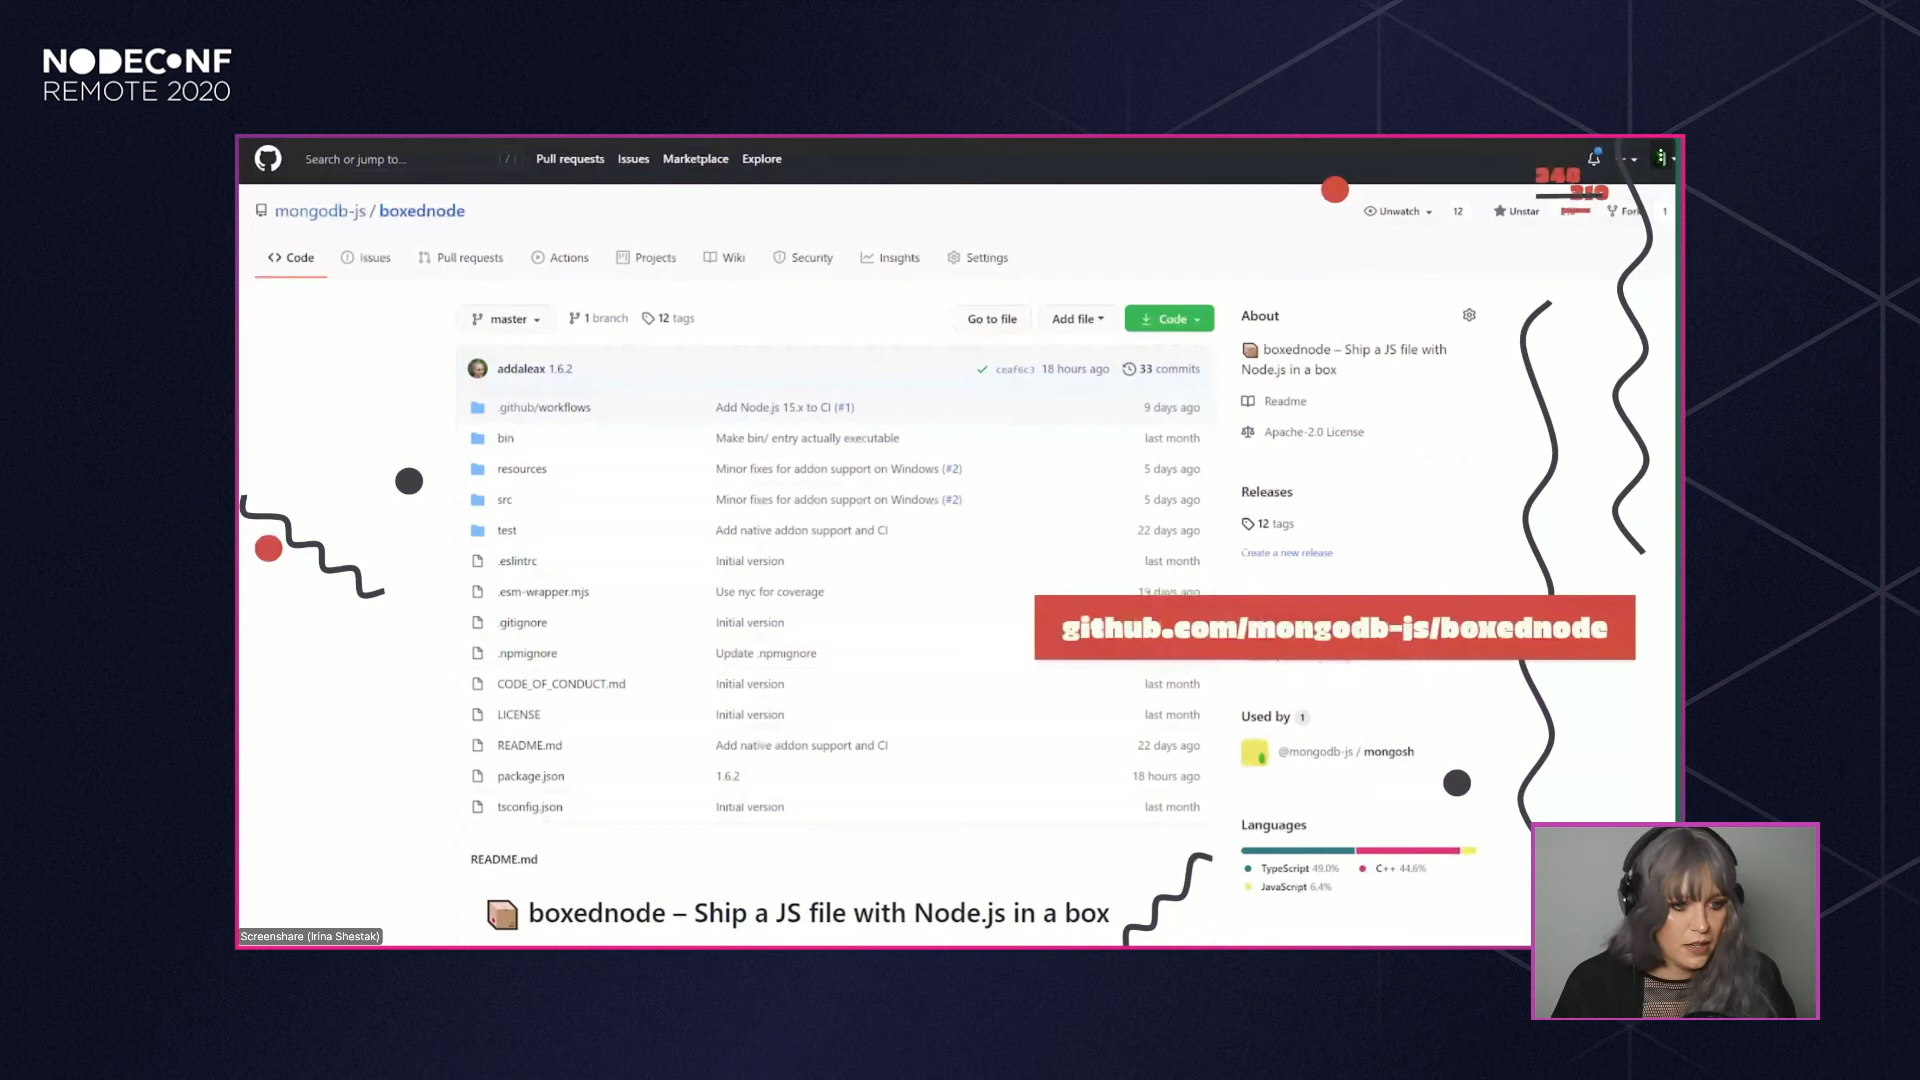 NODECONF
REMOTE 2020
Search or jump to... /
Pull requests Issues Marketplace Explore
mongodb-js / boxednode
348
310
Unwatch 12 Unstar Fork 1
Code Issues Pull requests Actions Projects Wiki Security Insights Settings
master 1 branch 12 tags Go to file Add file Code
addaleax 1.6.2 ceaf6c3 18 hours ago 33 commits
.github/workflows Add Node.js 15.x to CI (#1) 9 days ago
bin Make bin/ entry actually executable last month
resources Minor fixes for addon support on Windows (#2) 5 days ago
src Minor fixes for addon support on Windows (#2) 5 days ago
test Add native addon support and CI 22 days ago
.eslintrc Initial version last month
.esm-wrapper.mjs Use nyc for coverage 19 days ago
.gitignore Initial version
.npmignore Update .npmignore
CODE_OF_CONDUCT.md Initial version last month
LICENSE Initial version last month
README.md Add native addon support and CI 22 days ago
package.json 1.6.2 18 hours ago
tsconfig.json Initial version last month
README.md
boxednode – Ship a JS file with Node.js in a box
About
boxednode – Ship a JS file with
Node.js in a box
Readme
Apache-2.0 License
Releases
12 tags
Create a new release
github.com/mongodb-js/boxednode
Used by 1
@mongodb-js / mongosh
Languages
TypeScript 49.0% C++ 44.6%
JavaScript 6.4%
Screenshare (Irina Shestak)